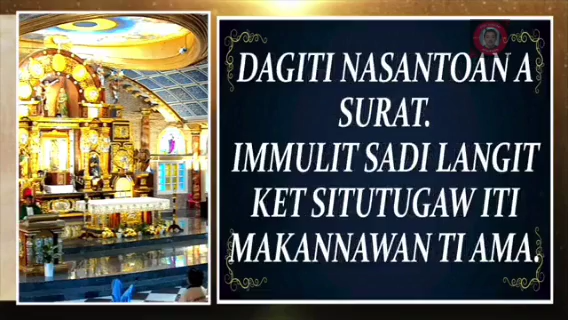 DAGITI NASANTOAN A
SURAT.
IMMULIT SADI LANGIT
KET SITUTUGAW ITI
MAKANNAWAN TI AMA.